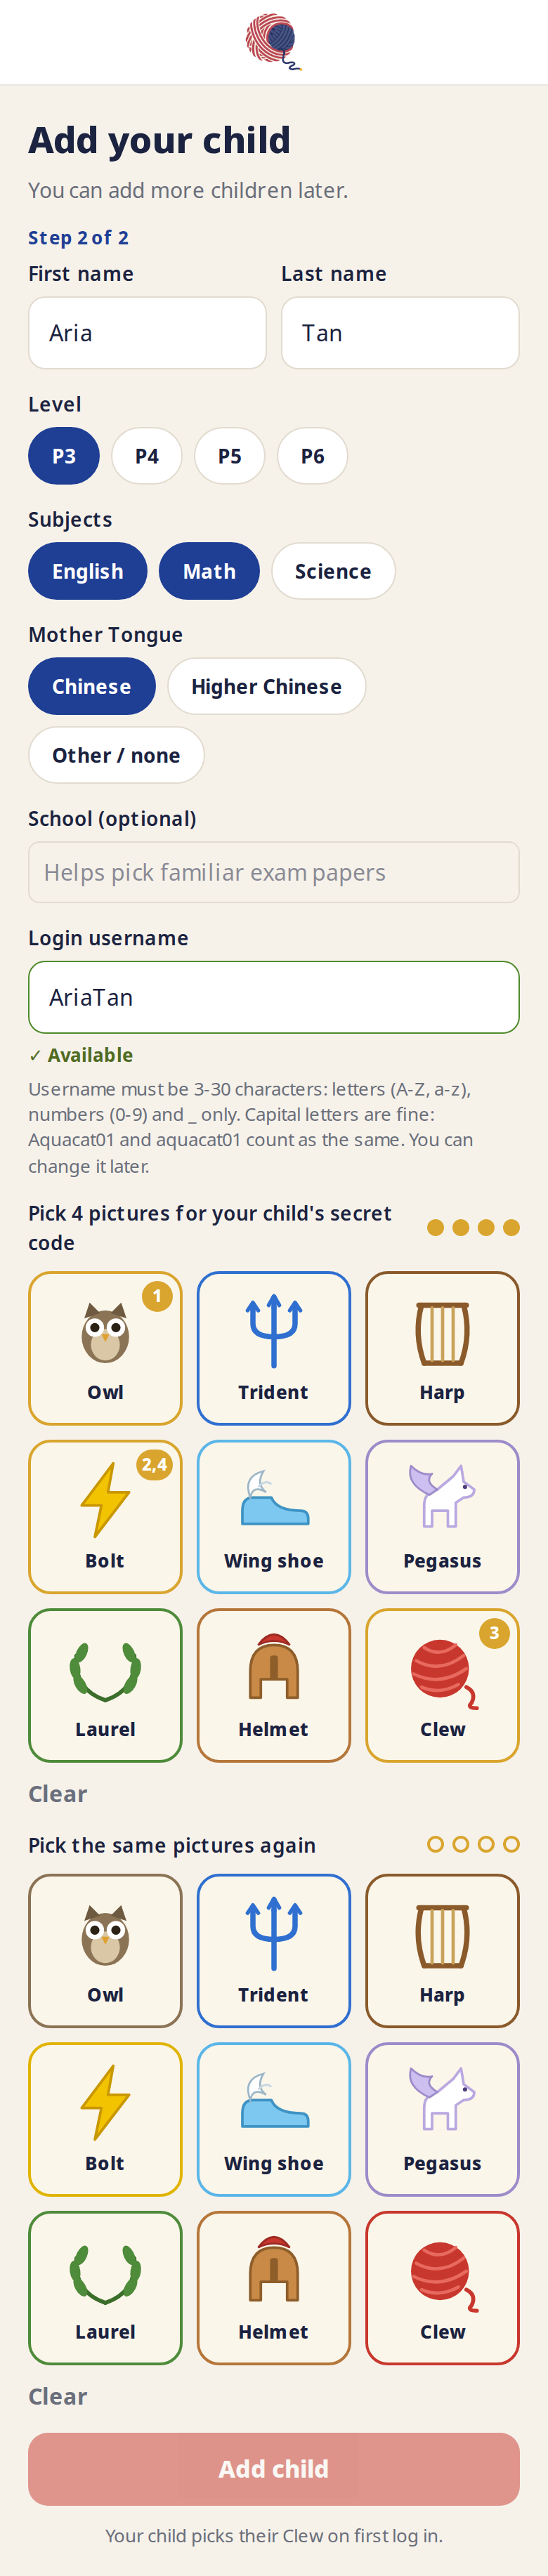 Add your child
You can add more children later.
Step 2 of 2
First name
Last name
Aria
Tan
Level
P3
P4
P5
P6
Subjects
English
Math
Science
Mother Tongue
Chinese
Higher Chinese
Other / none
School (optional)
Helps pick familiar exam papers
Login username
AriaTan
✓ Available
Username must be 3-30 characters: letters (A-Z, a-z),
numbers (0-9) and _ only. Capital letters are fine:
Aquacat01 and aquacat01 count as the same. You can
change it later.
Pick 4 pictures for your child's secret
code
1
Owl
Trident
Harp
2,4
Bolt
Wing shoe
Pegasus
3
Laurel
Helmet
Clew
Clear
Pick the same pictures again
Owl
Trident
Harp
Bolt
Wing shoe
Pegasus
Laurel
Helmet
Clew
Clear
Add child
Your child picks their Clew on first log in.